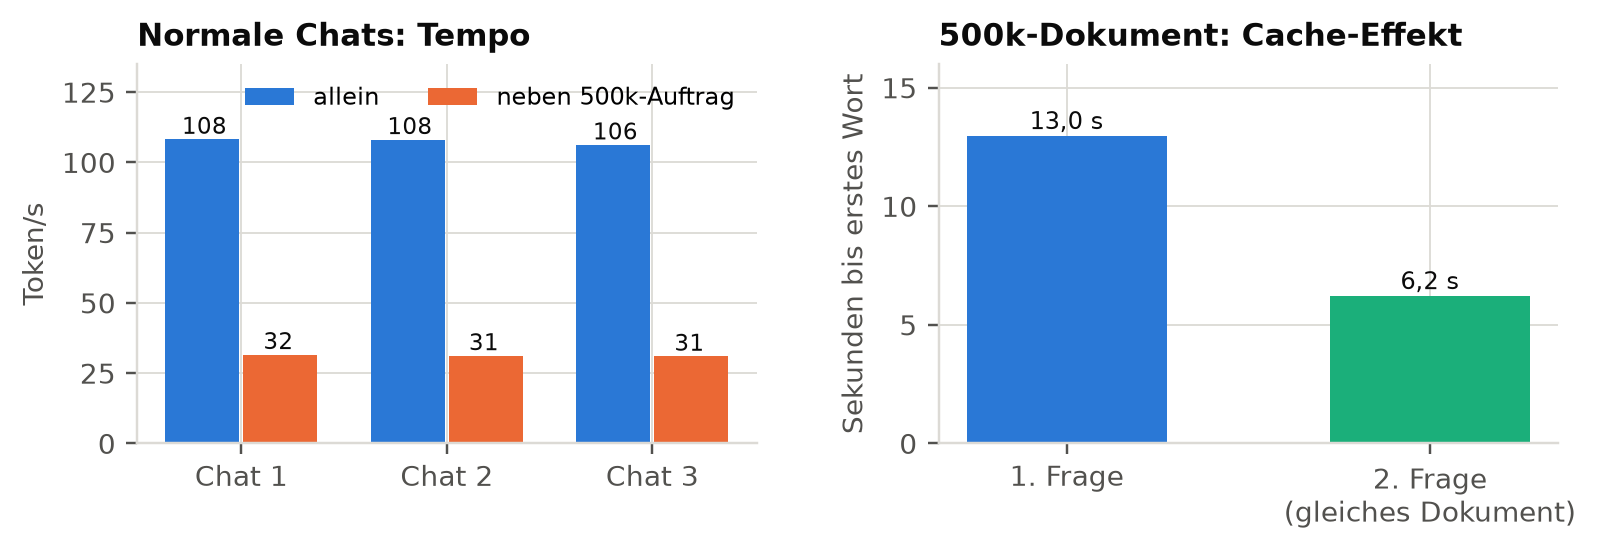 Normale Chats: Tempo
Token/s
125
100
75
50
25
0
allein
neben 500k-Auftrag
108
32
108
31
106
31
Chat 1
Chat 2
Chat 3
500k-Dokument: Cache-Effekt
Sekunden bis erstes Wort
15
10
5
0
13,0 s
6,2 s
1. Frage
2. Frage
(gleiches Dokument)